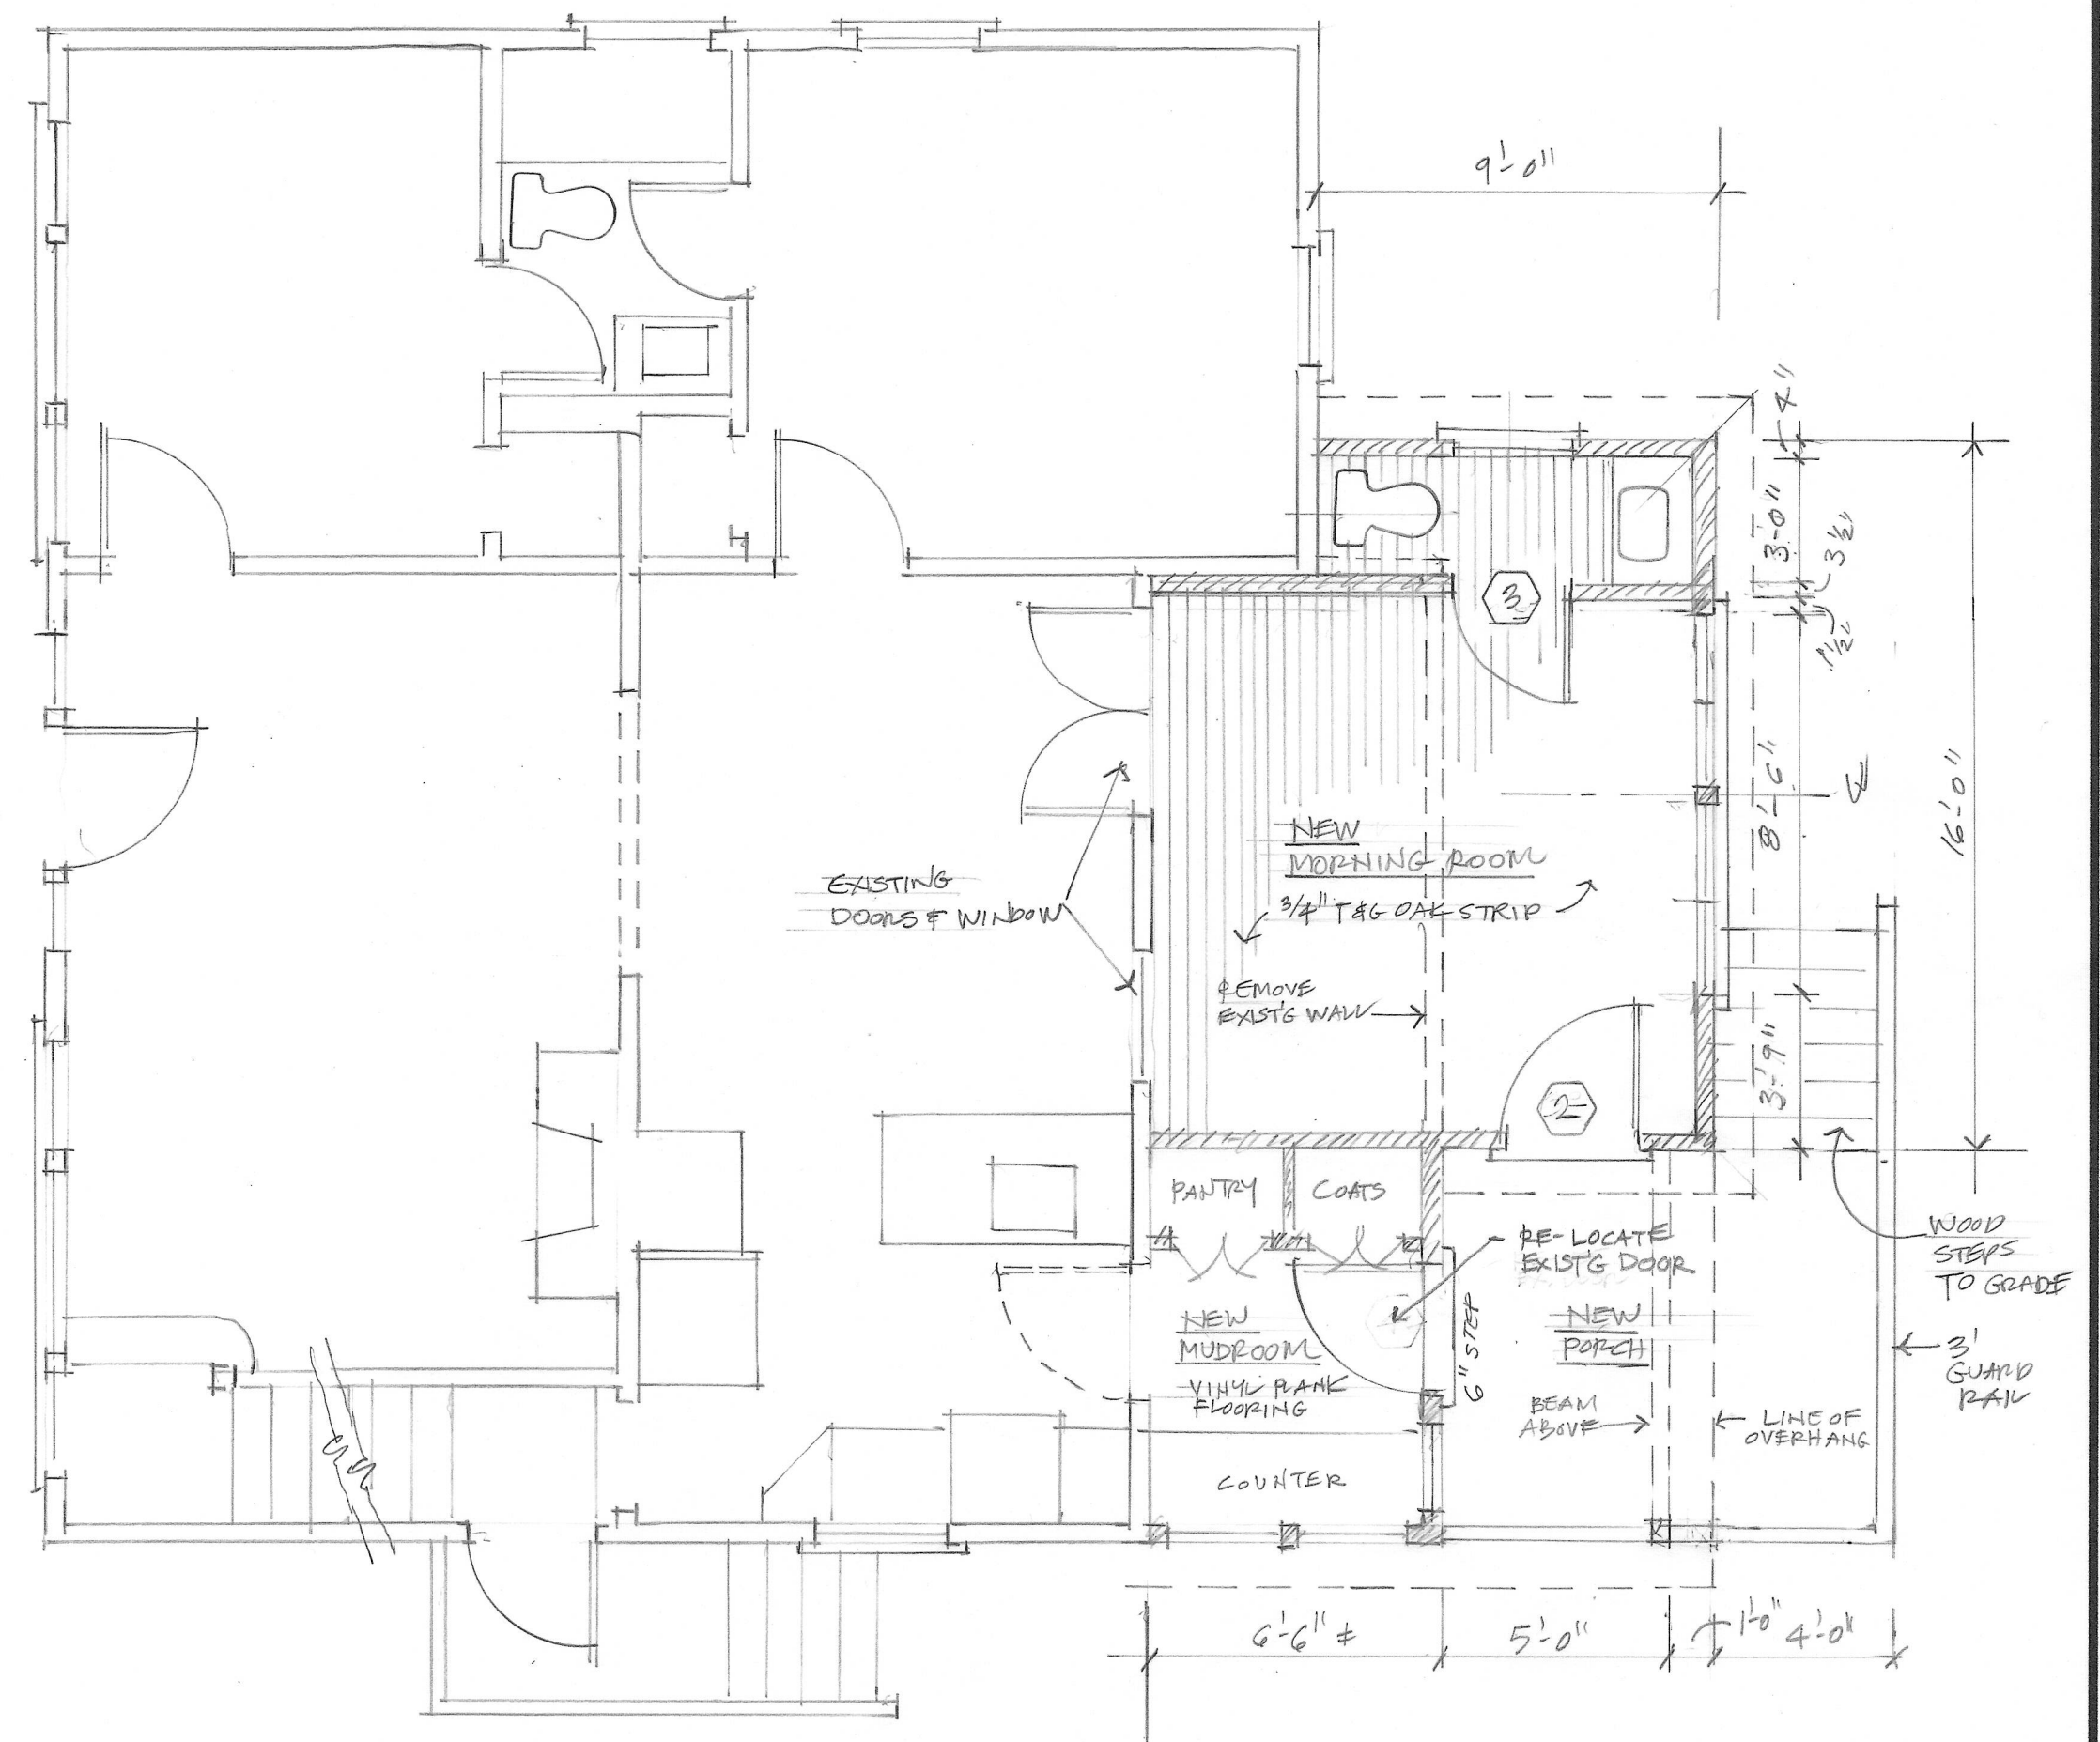 9'-0"
4"
3'-0"
3½"
1½"
8'-6"
℄
16'-0"
3'-9"
3
NEW
MORNING ROOM
3/4" T&G OAK STRIP
EXISTING
DOORS & WINDOW
REMOVE
EXIST'G WALL
2
PANTRY
COATS
RE-LOCATE
EXIST'G DOOR
1
NEW
MUDROOM
VINYL PLANK
FLOORING
6" STEP
NEW
PORCH
BEAM
ABOVE
LINE OF
OVERHANG
WOOD
STEPS
TO GRADE
3'
GUARD
RAIL
COUNTER
6'-6" ±
5'-0"
1'-0"
4'-0"